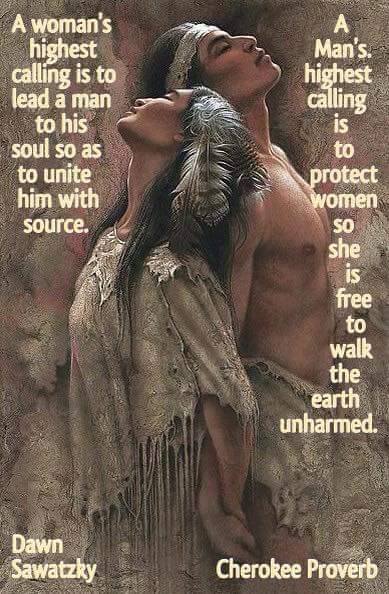 A woman's
highest
calling is to
lead a man
to his
soul so as
to unite
him with
source.
A
Man's.
highest
calling
is
to
protect
women
so
she
is
free
to
walk
the
earth
unharmed.
Dawn
Sawatzky
Cherokee Proverb